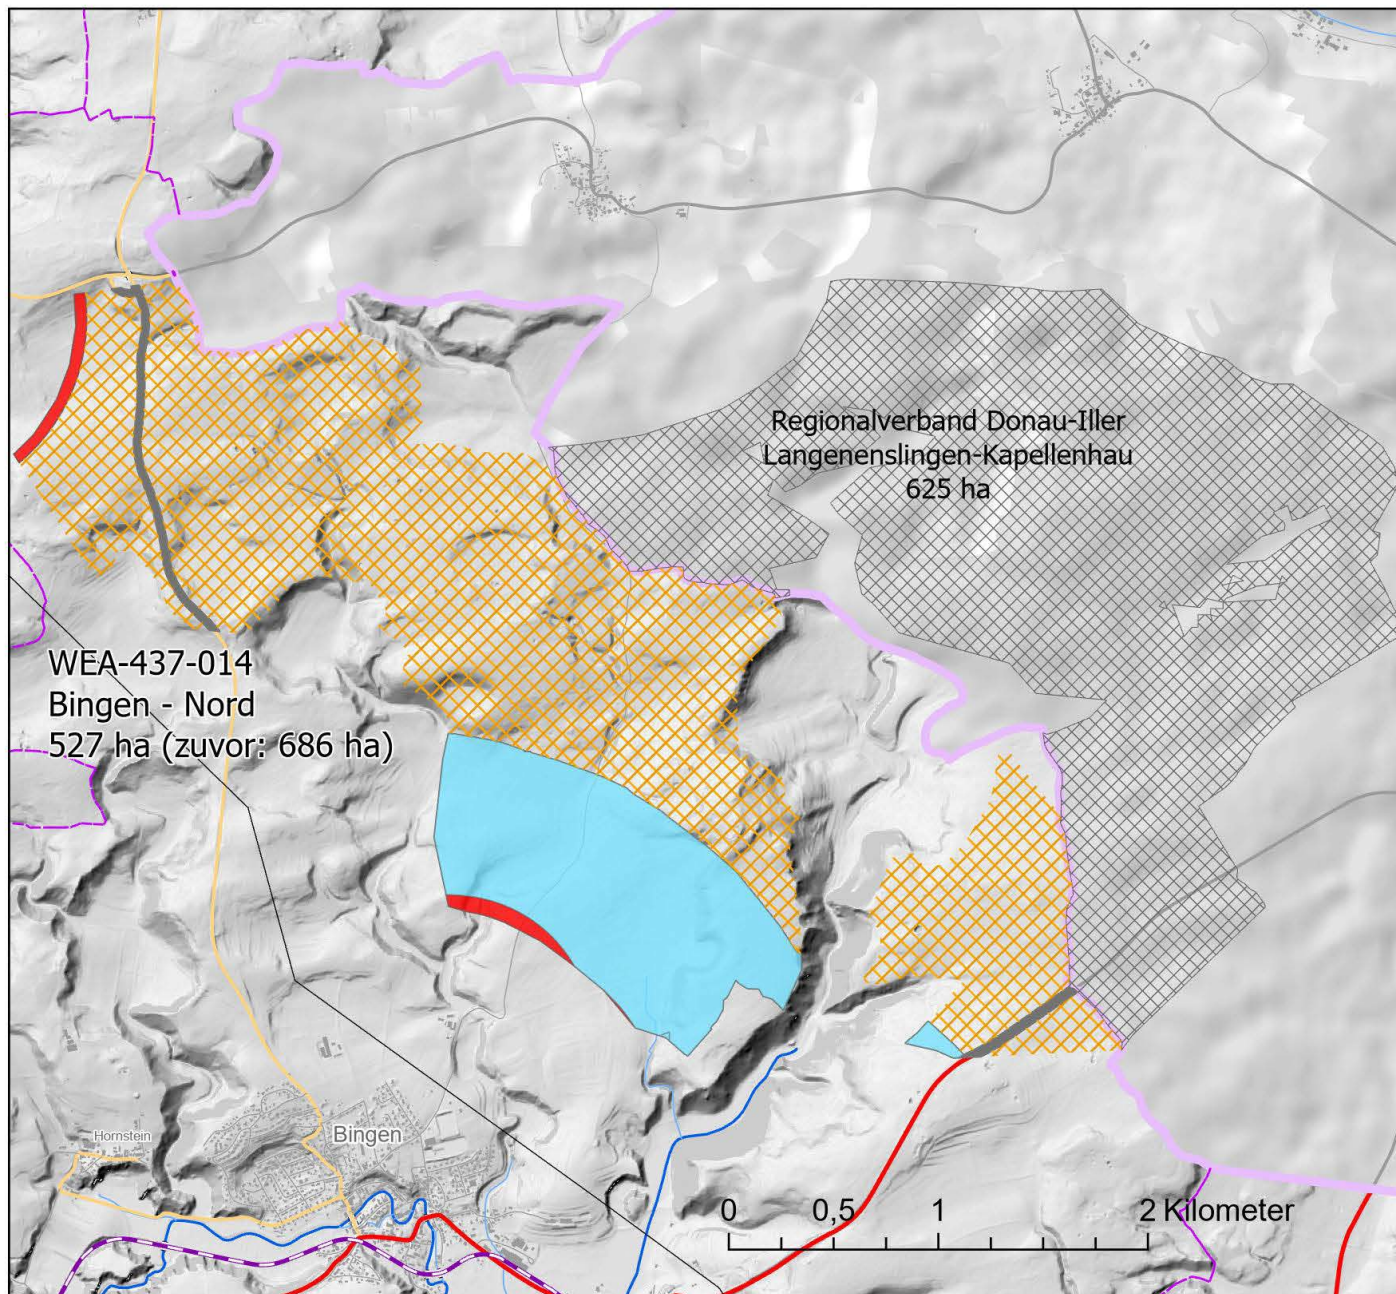 Regionalverband Donau-Iller
Langenenslingen-Kapellenhau
625 ha
WEA-437-014
Bingen - Nord
527 ha (zuvor: 686 ha)
Hornstein
Bingen
0 0,5 1 2 Kilometer